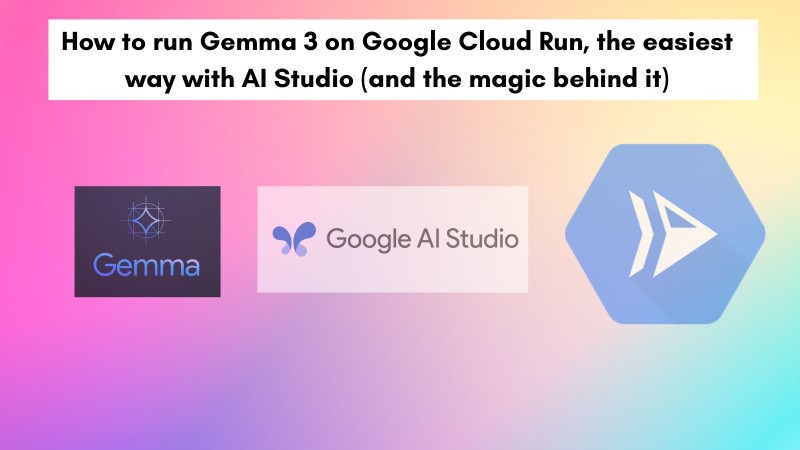 How to run Gemma 3 on Google Cloud Run, the easiest
way with AI Studio (and the magic behind it)
Gemma
Google AI Studio